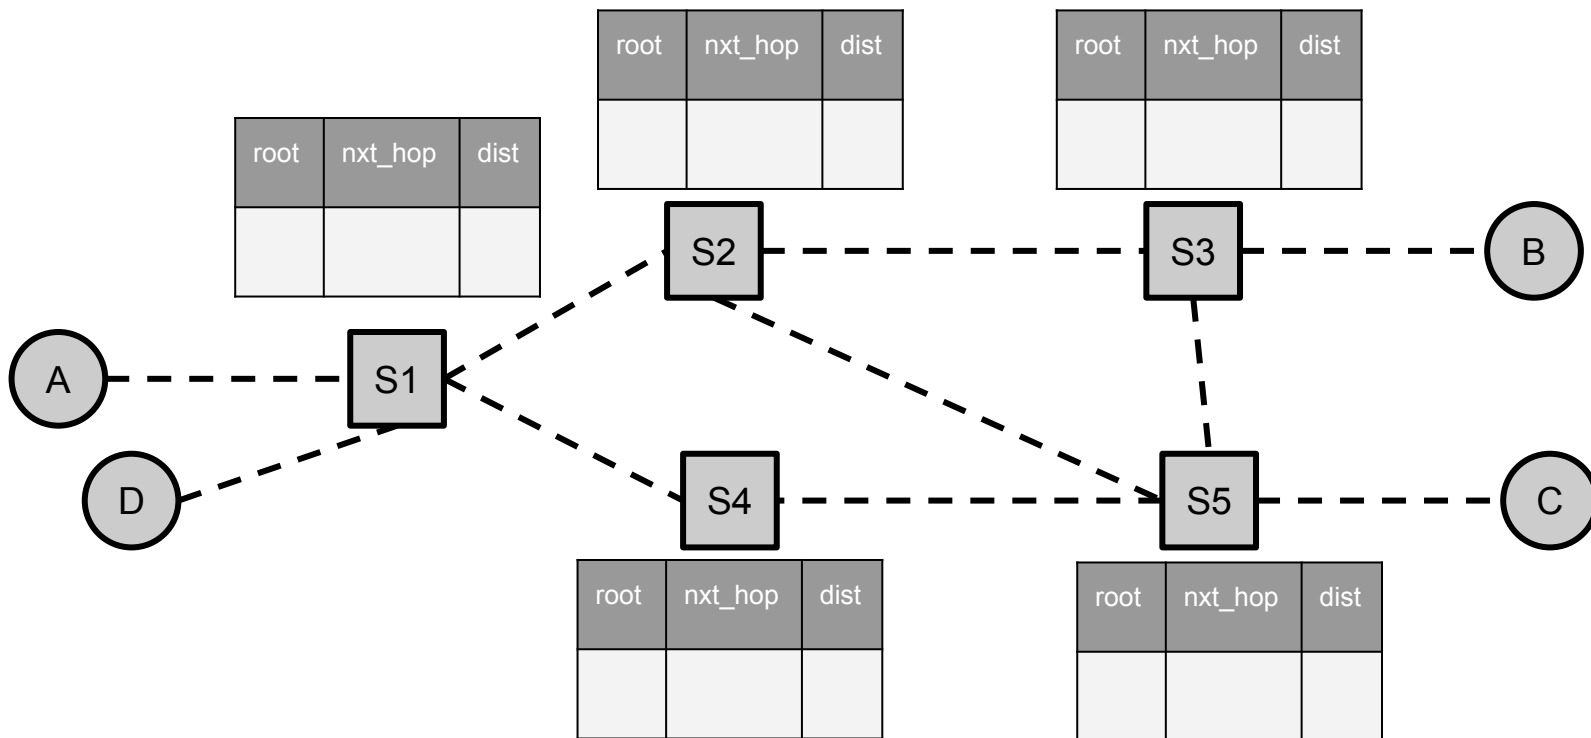 root nxt_hop dist
root nxt_hop dist
root nxt_hop dist
S2
S3
B
A
S1
D
S4
S5
C
root nxt_hop dist
root nxt_hop dist